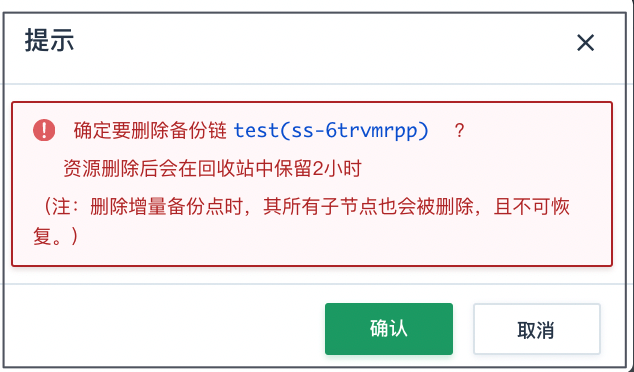 提示
确定要删除备份链 test(ss-6trvmrpp) ？
资源删除后会在回收站中保留2小时
（注：删除增量备份点时，其所有子节点也会被删除，且不可恢
复。）
确认
取消